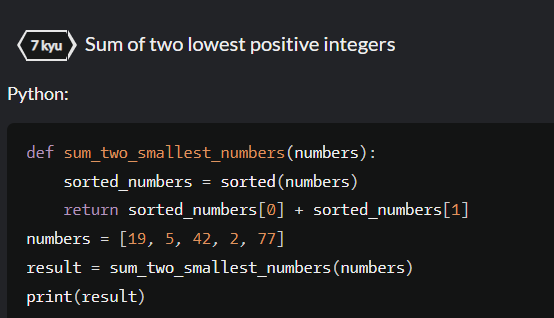 7 kyu Sum of two lowest positive integers
Python:
def sum_two_smallest_numbers(numbers):
    sorted_numbers = sorted(numbers)
    return sorted_numbers[0] + sorted_numbers[1]
numbers = [19, 5, 42, 2, 77]
result = sum_two_smallest_numbers(numbers)
print(result)